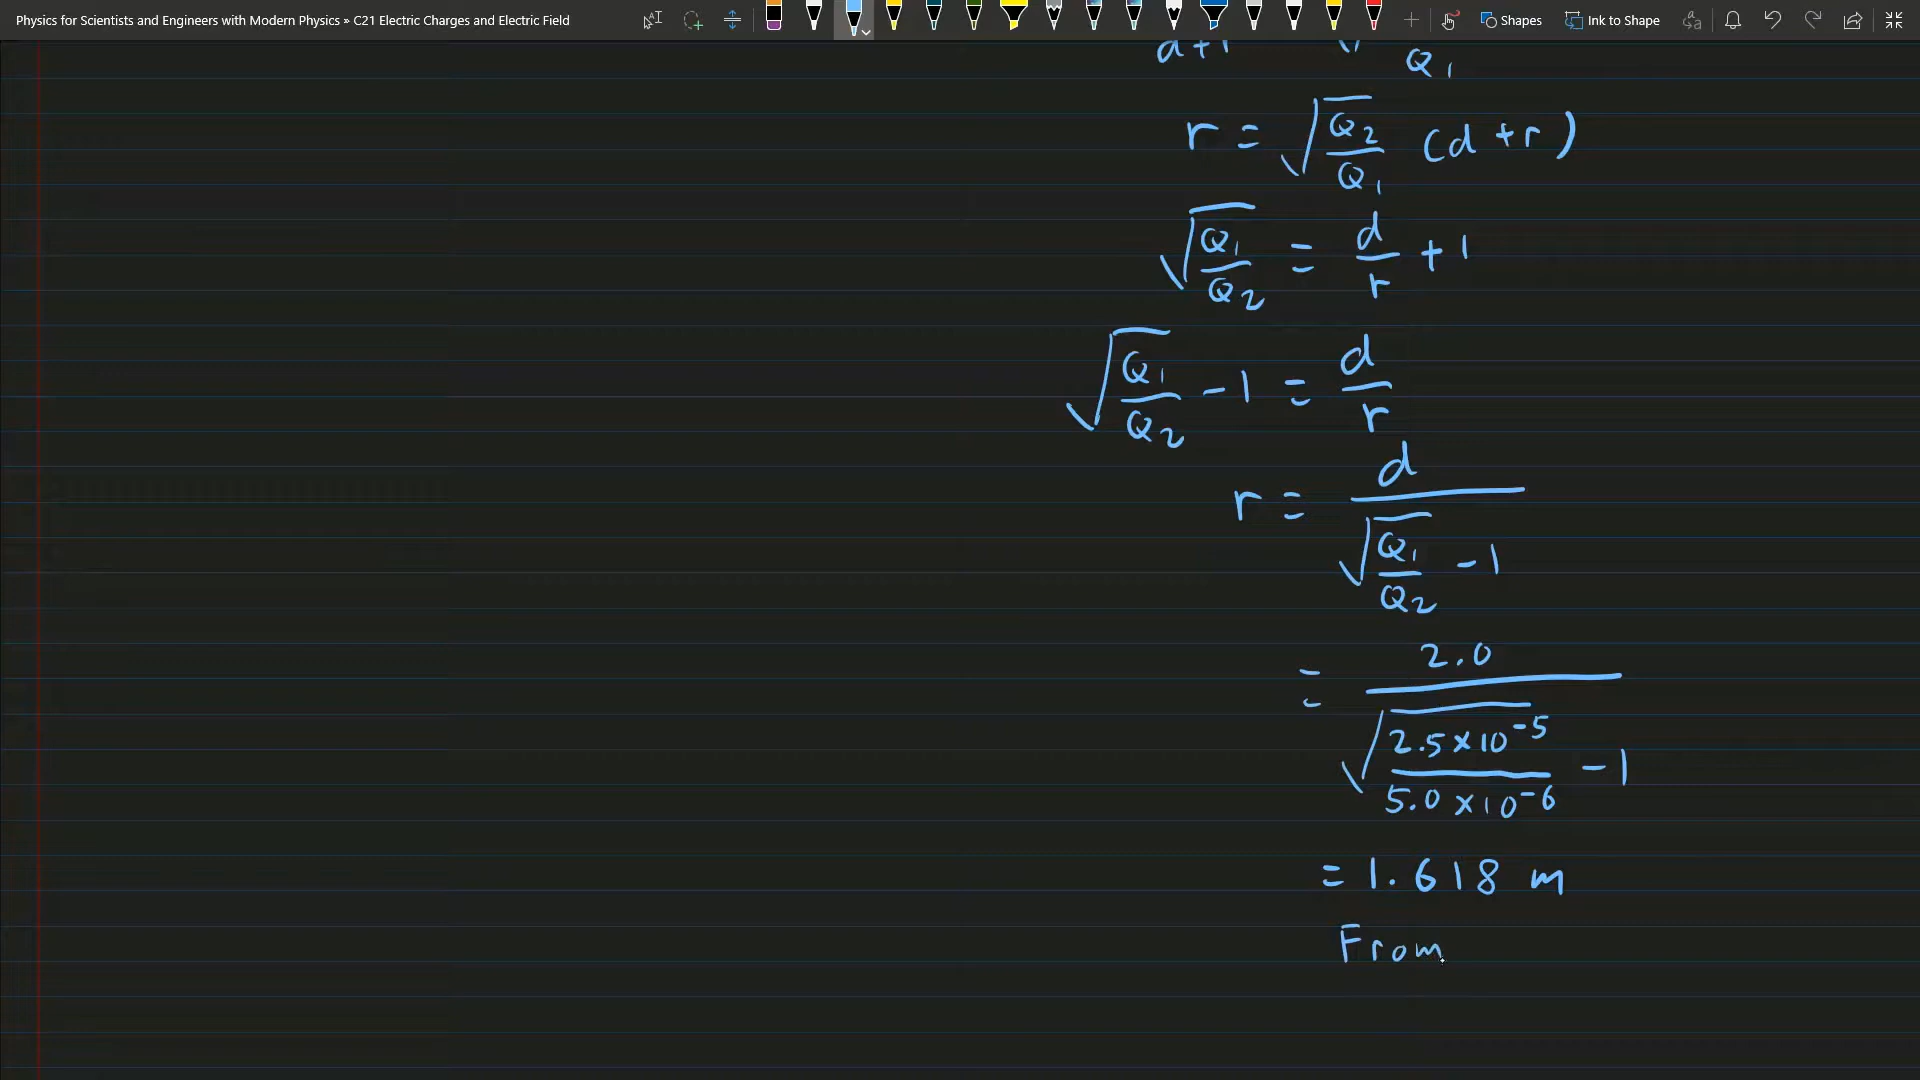 Physics for Scientists and Engineers with Modern Physics » C21 Electric Charges and Electric Field
Shapes
Ink to Shape
d+r
Q₁
r = √(Q₂/Q₁) (d + r)
√(Q₁/Q₂) = d/r + 1
√(Q₁/Q₂) - 1 = d/r
r = d/(√(Q₁/Q₂) - 1)
= 2.0/(√(2.5×10⁻⁵/5.0×10⁻⁶) - 1)
= 1.618 m
From